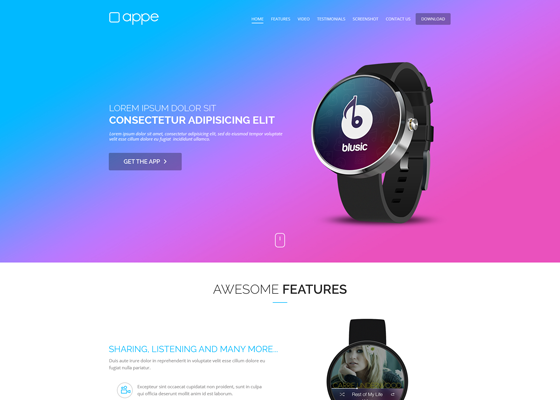 appe
HOME FEATURES VIDEO TESTIMONIALS SCREENSHOT CONTACT US DOWNLOAD
LOREM IPSUM DOLOR SIT
CONSECTETUR ADIPISICING ELIT
Lorem ipsum dolor sit amet, consectetur adipisicing elit, sed do eiusmod tempor voluptate
velit esse cillum dolore eu fugiat. incididunt ullamco.
GET THE APP
blusic
AWESOME FEATURES
SHARING, LISTENING AND MANY MORE...
Duis aute irure dolor in reprehenderit in voluptate velit esse cillum dolore eu
fugiat nulla pariatur.
Excepteur sint occaecat cupidatat non proident, sunt in culpa
qui officia deserunt mollit anim id est laborum.
Rest of My Life